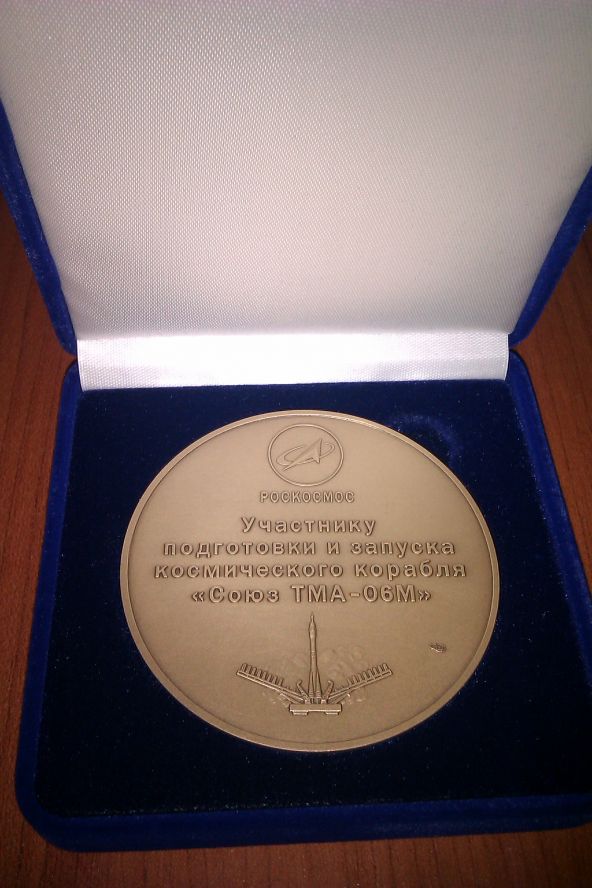 РОСКОСМОС
Участнику
подготовки и запуска
космического корабля
«Союз ТМА-06М»